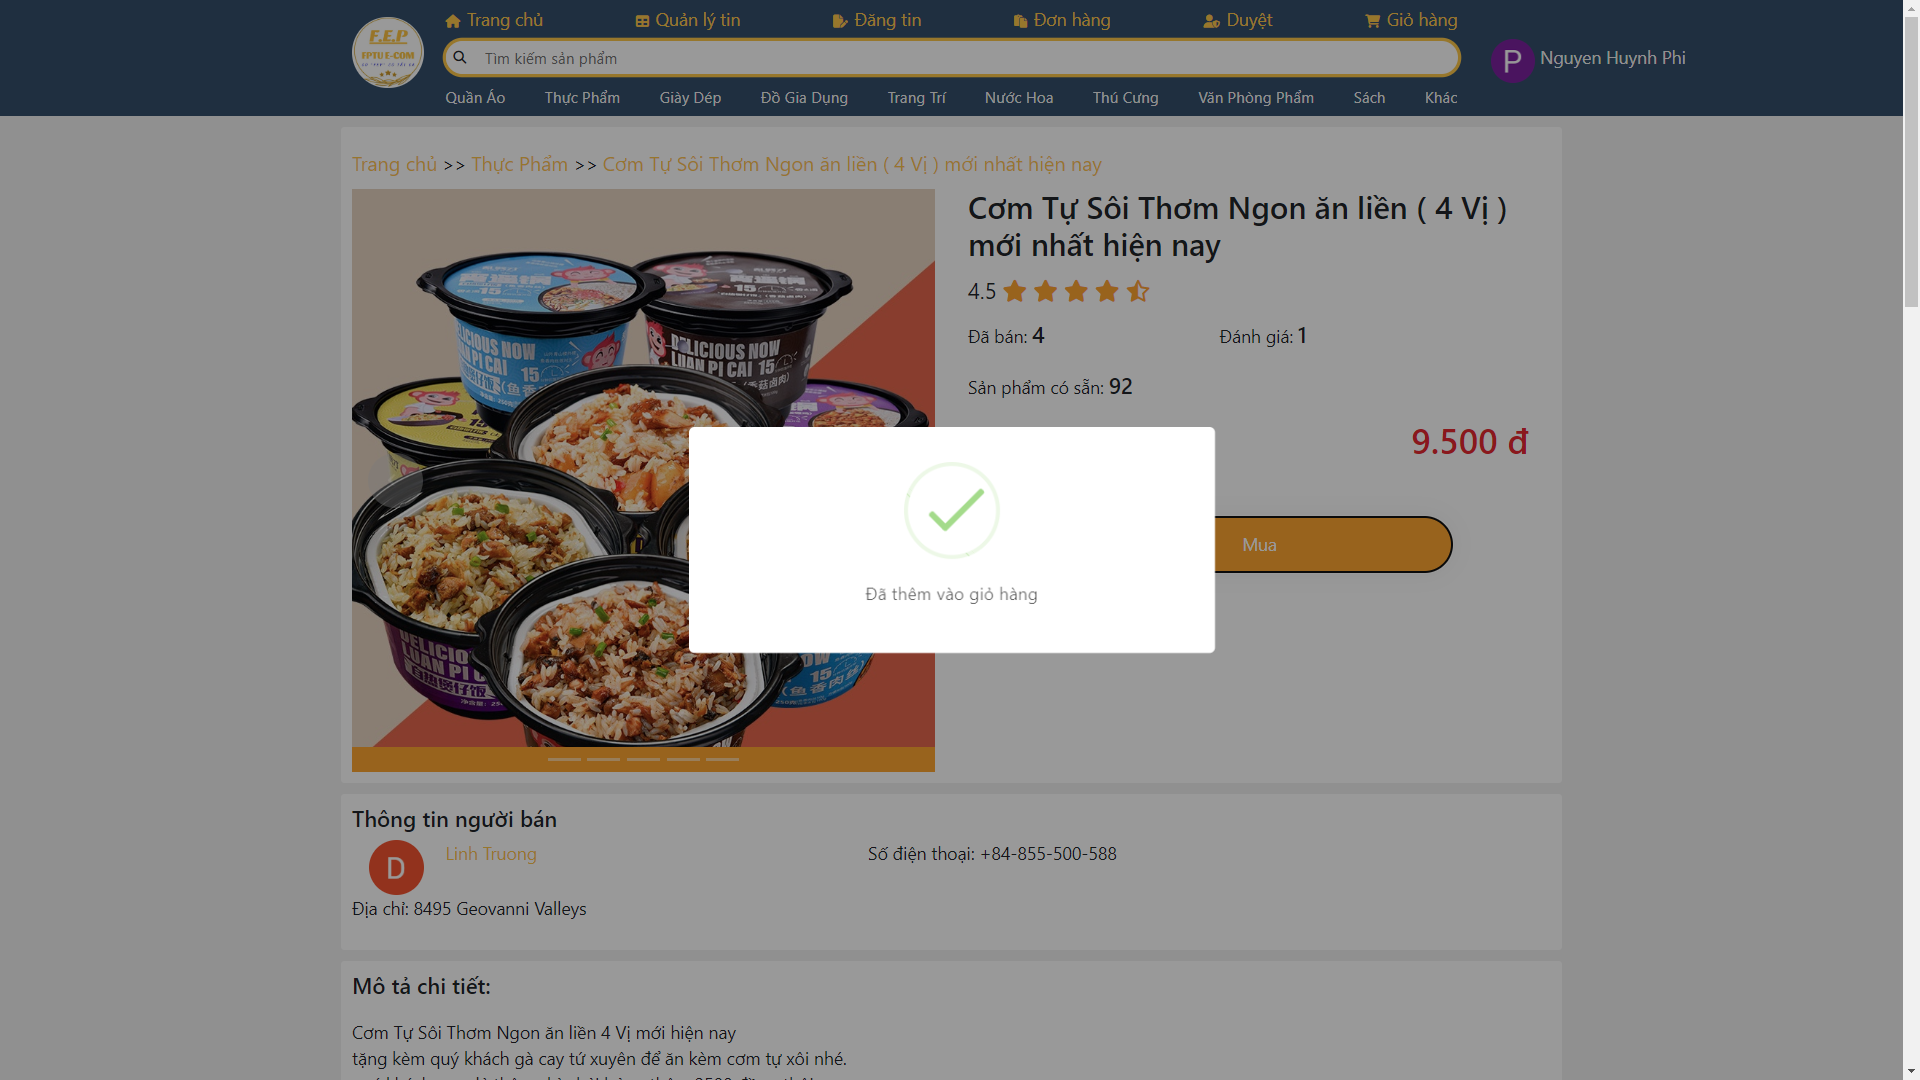 F.E.P
FPTU E-COM
Trang chủ
Quản lý tin
Đăng tin
Đơn hàng
Duyệt
Giỏ hàng
Tìm kiếm sản phẩm
P
Nguyen Huynh Phi
Quần Áo
Thực Phẩm
Giày Dép
Đồ Gia Dụng
Trang Trí
Nước Hoa
Thú Cưng
Văn Phòng Phẩm
Sách
Khác
Trang chủ >> Thực Phẩm >> Cơm Tự Sôi Thơm Ngon ăn liền ( 4 Vị ) mới nhất hiện nay
Cơm Tự Sôi Thơm Ngon ăn liền ( 4 Vị )
mới nhất hiện nay
4.5
Đã bán: 4
Đánh giá: 1
Sản phẩm có sẵn: 92
9.500 đ
Mua
DELICIOUS NOW
LUAN PI CAI 15
DELICIOUS NOW
LUAN PI CAI 15
Đã thêm vào giỏ hàng
Thông tin người bán
D
Linh Truong
Số điện thoại: +84-855-500-588
Địa chỉ: 8495 Geovanni Valleys
Mô tả chi tiết:
Cơm Tự Sôi Thơm Ngon ăn liền 4 Vị mới hiện nay
tặng kèm quý khách gà cay tứ xuyên để ăn kèm cơm tự xôi nhé.